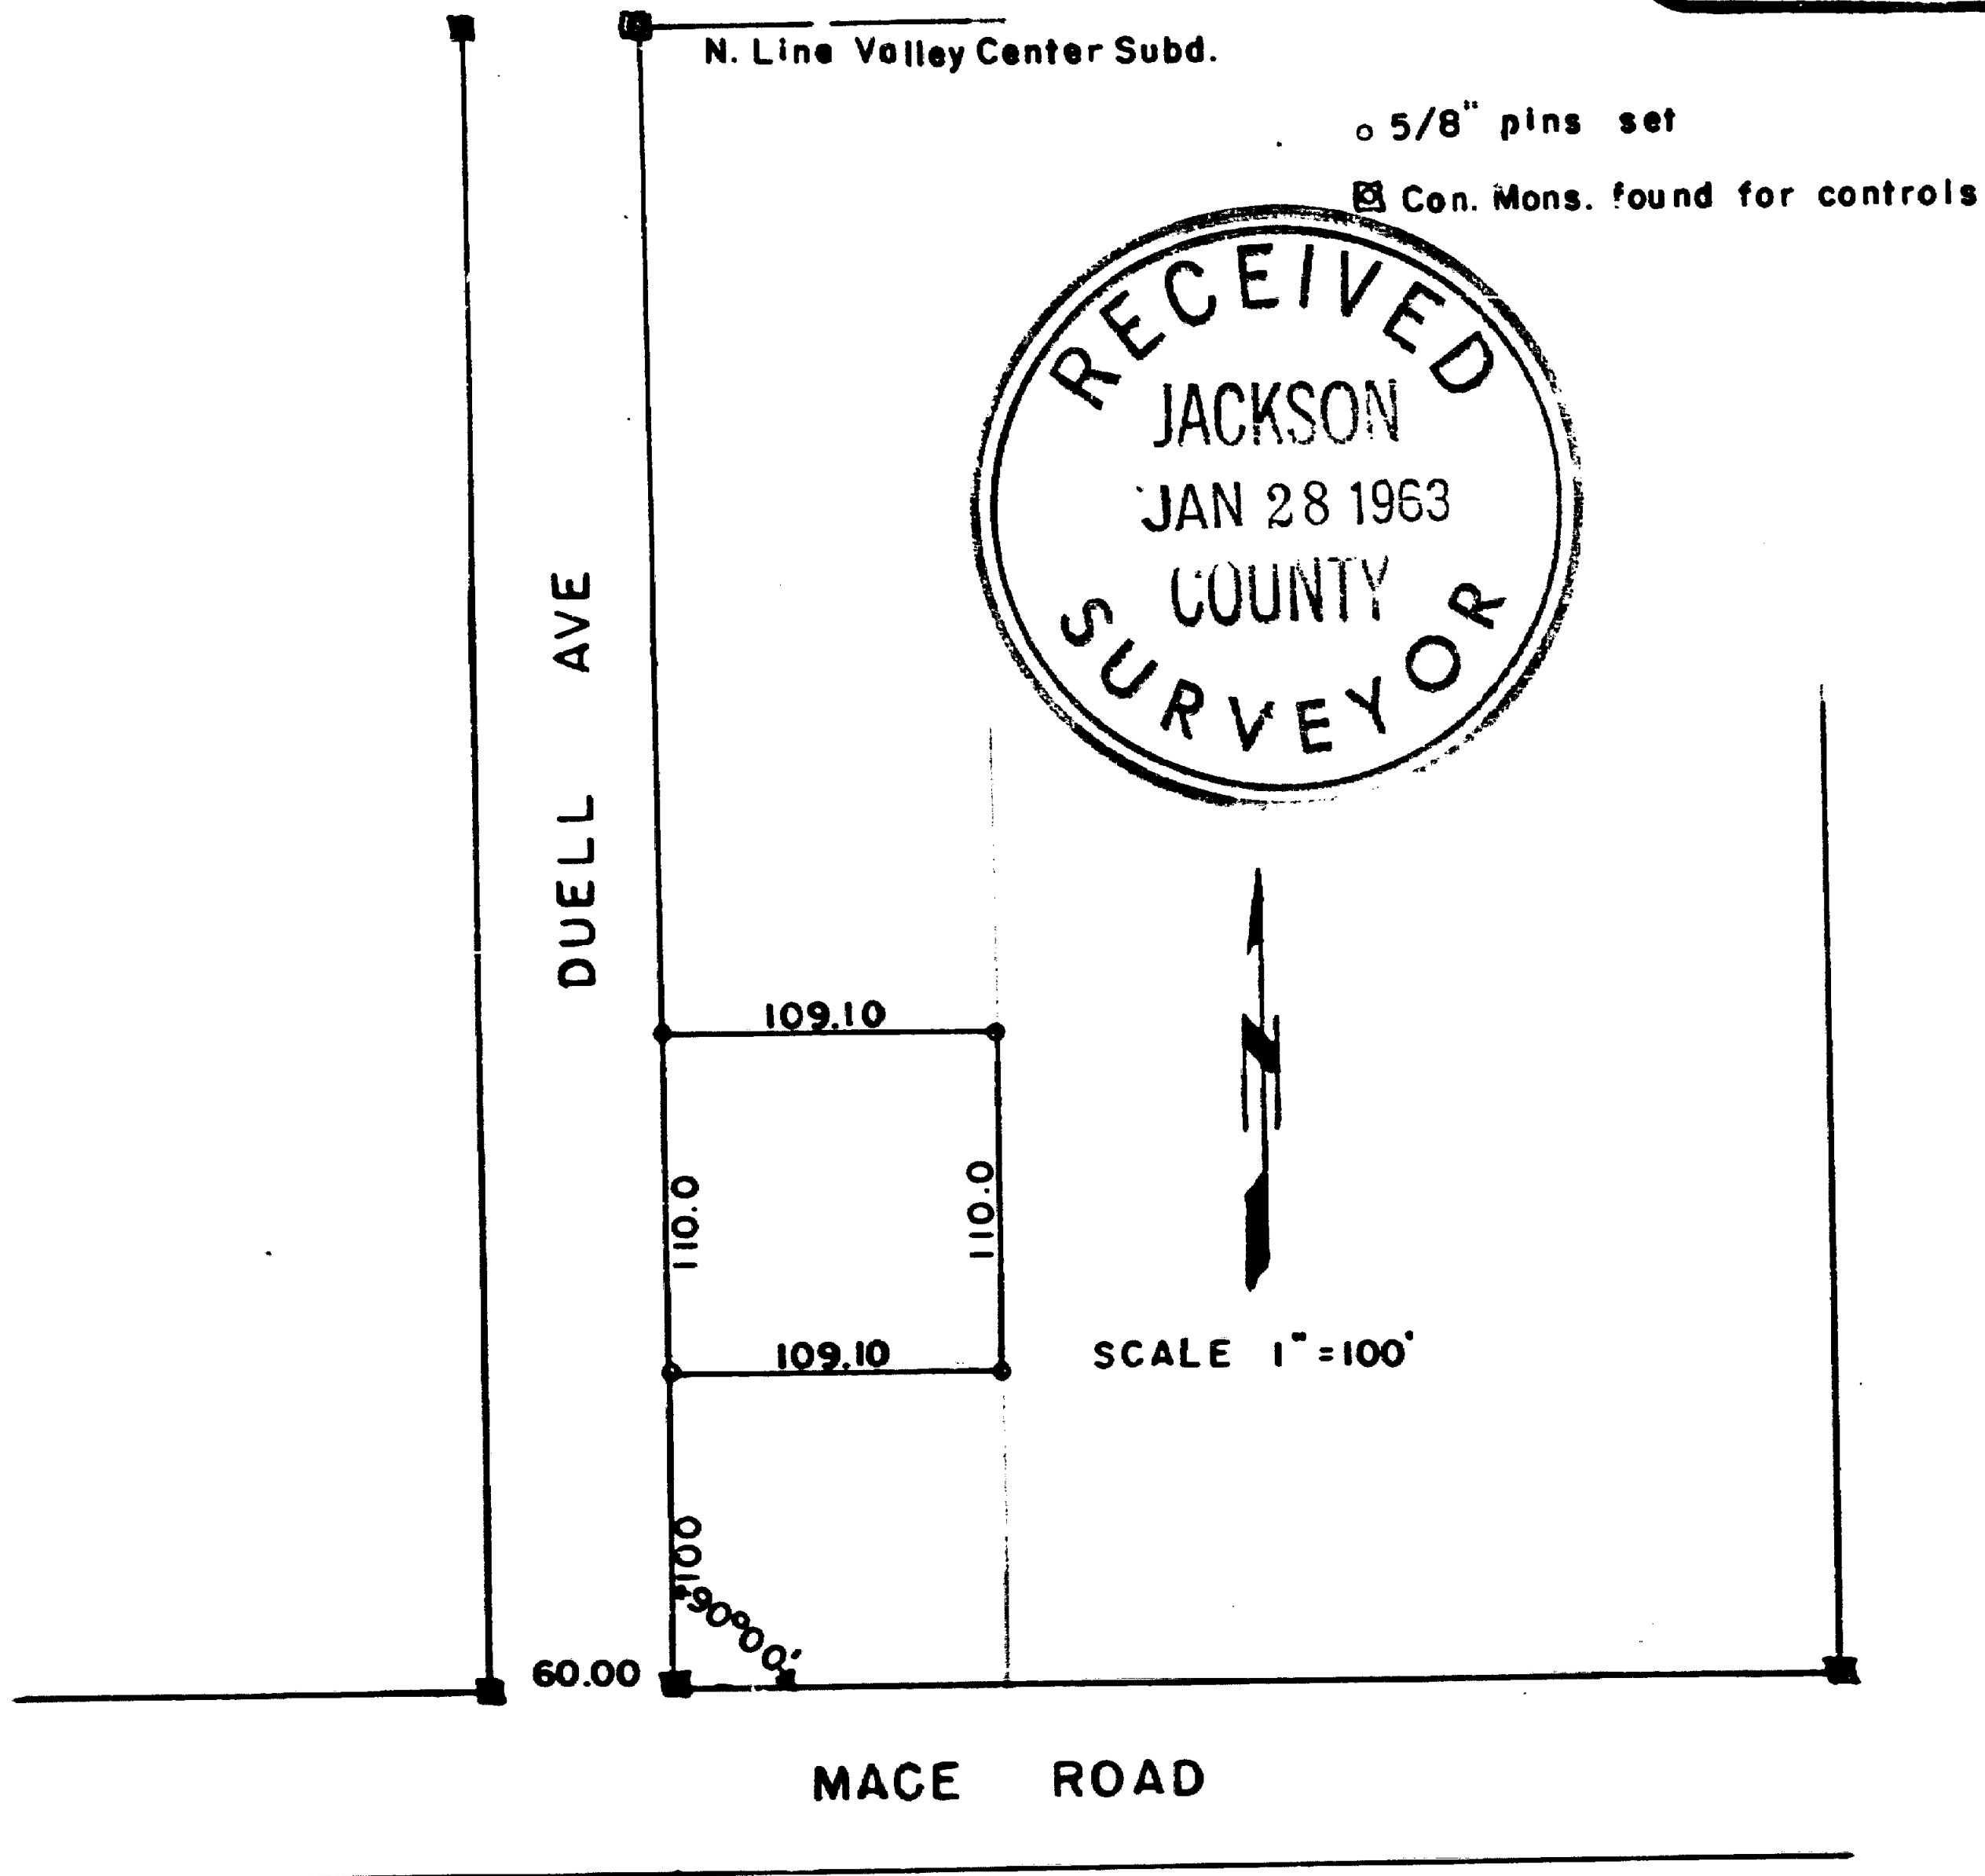 N. Line Valley Center Subd.
5/8" pins set
Con. Mons. found for controls
RECEIVED
JACKSON
JAN 28 1963
COUNTY
SURVEYOR
DUELL AVE
109.10
110.0
110.0
N
109.10
SCALE 1"=100'
100
90°00'
60.00
MACE ROAD